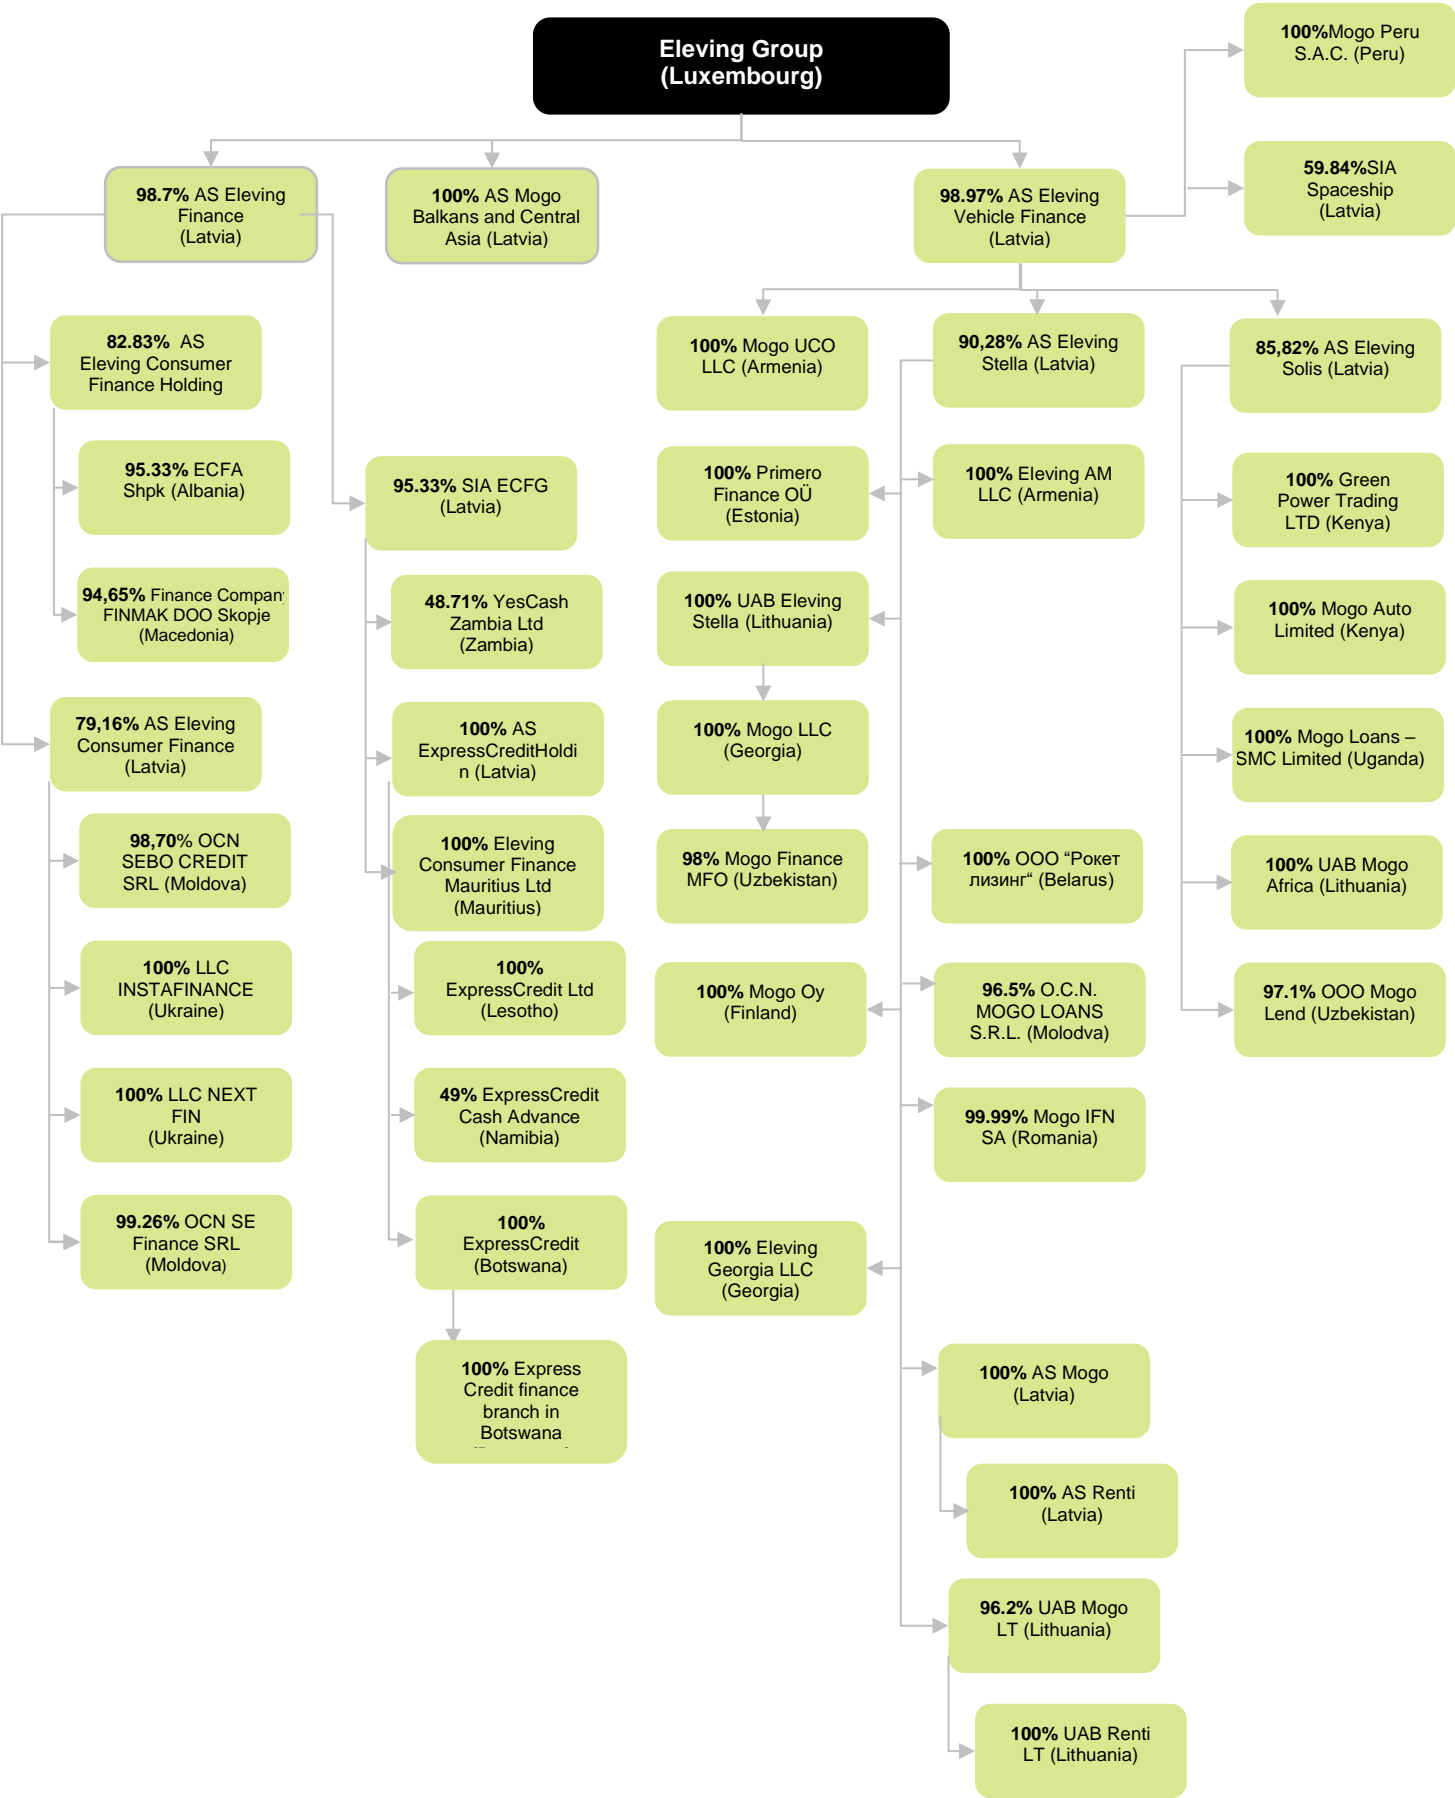 Eleving Group
(Luxembourg)
100%Mogo Peru
S.A.C. (Peru)
59.84%SIA
Spaceship
(Latvia)
98.7% AS Eleving
Finance
(Latvia)
100% AS Mogo
Balkans and Central
Asia (Latvia)
98.97% AS Eleving
Vehicle Finance
(Latvia)
82.83% AS
Eleving Consumer
Finance Holding
95.33% ECFA
Shpk (Albania)
94,65% Finance Company
FINMAK DOO Skopje
(Macedonia)
79,16% AS Eleving
Consumer Finance
(Latvia)
98,70% OCN
SEBO CREDIT
SRL (Moldova)
100% LLC
INSTAFINANCE
(Ukraine)
100% LLC NEXT
FIN
(Ukraine)
99.26% OCN SE
Finance SRL
(Moldova)
95.33% SIA ECFG
(Latvia)
48.71% YesCash
Zambia Ltd
(Zambia)
100% AS
ExpressCreditHoldi
n (Latvia)
100% Eleving
Consumer Finance
Mauritius Ltd
(Mauritius)
100%
ExpressCredit Ltd
(Lesotho)
49% ExpressCredit
Cash Advance
(Namibia)
100%
ExpressCredit
(Botswana)
100% Express
Credit finance
branch in
Botswana
100% Mogo UCO
LLC (Armenia)
100% Primero
Finance OÜ
(Estonia)
100% UAB Eleving
Stella (Lithuania)
100% Mogo LLC
(Georgia)
98% Mogo Finance
MFO (Uzbekistan)
100% Mogo Oy
(Finland)
100% Eleving
Georgia LLC
(Georgia)
90,28% AS Eleving
Stella (Latvia)
100% Eleving AM
LLC (Armenia)
100% ООО “Рокет
лизинг“ (Belarus)
96.5% O.C.N.
MOGO LOANS
S.R.L. (Molodva)
99.99% Mogo IFN
SA (Romania)
100% AS Mogo
(Latvia)
100% AS Renti
(Latvia)
96.2% UAB Mogo
LT (Lithuania)
100% UAB Renti
LT (Lithuania)
85,82% AS Eleving
Solis (Latvia)
100% Green
Power Trading
LTD (Kenya)
100% Mogo Auto
Limited (Kenya)
100% Mogo Loans –
SMC Limited (Uganda)
100% UAB Mogo
Africa (Lithuania)
97.1% OOO Mogo
Lend (Uzbekistan)